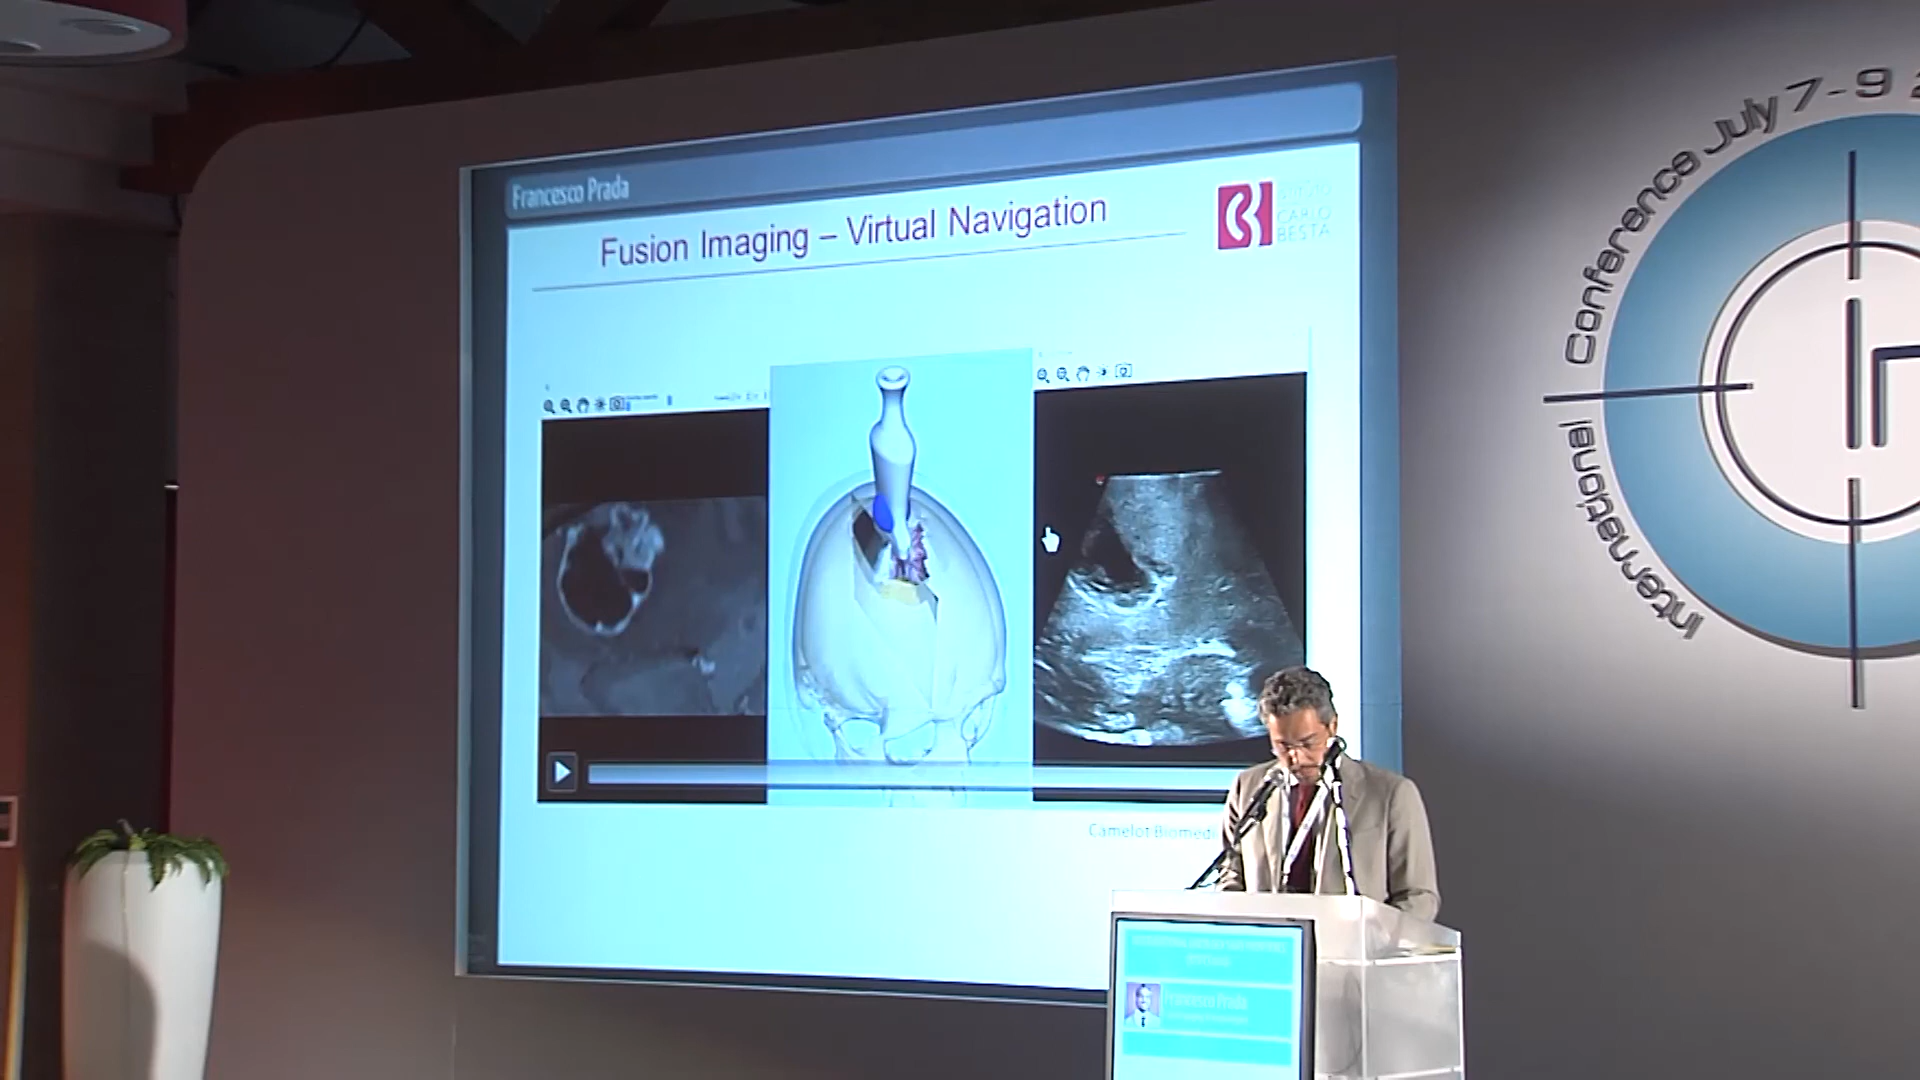 Francesco Prada
Fusion Imaging – Virtual Navigation
CARLO
BESTA
Camelot Biomedi
Francesco Prada
International Conference July 7-9